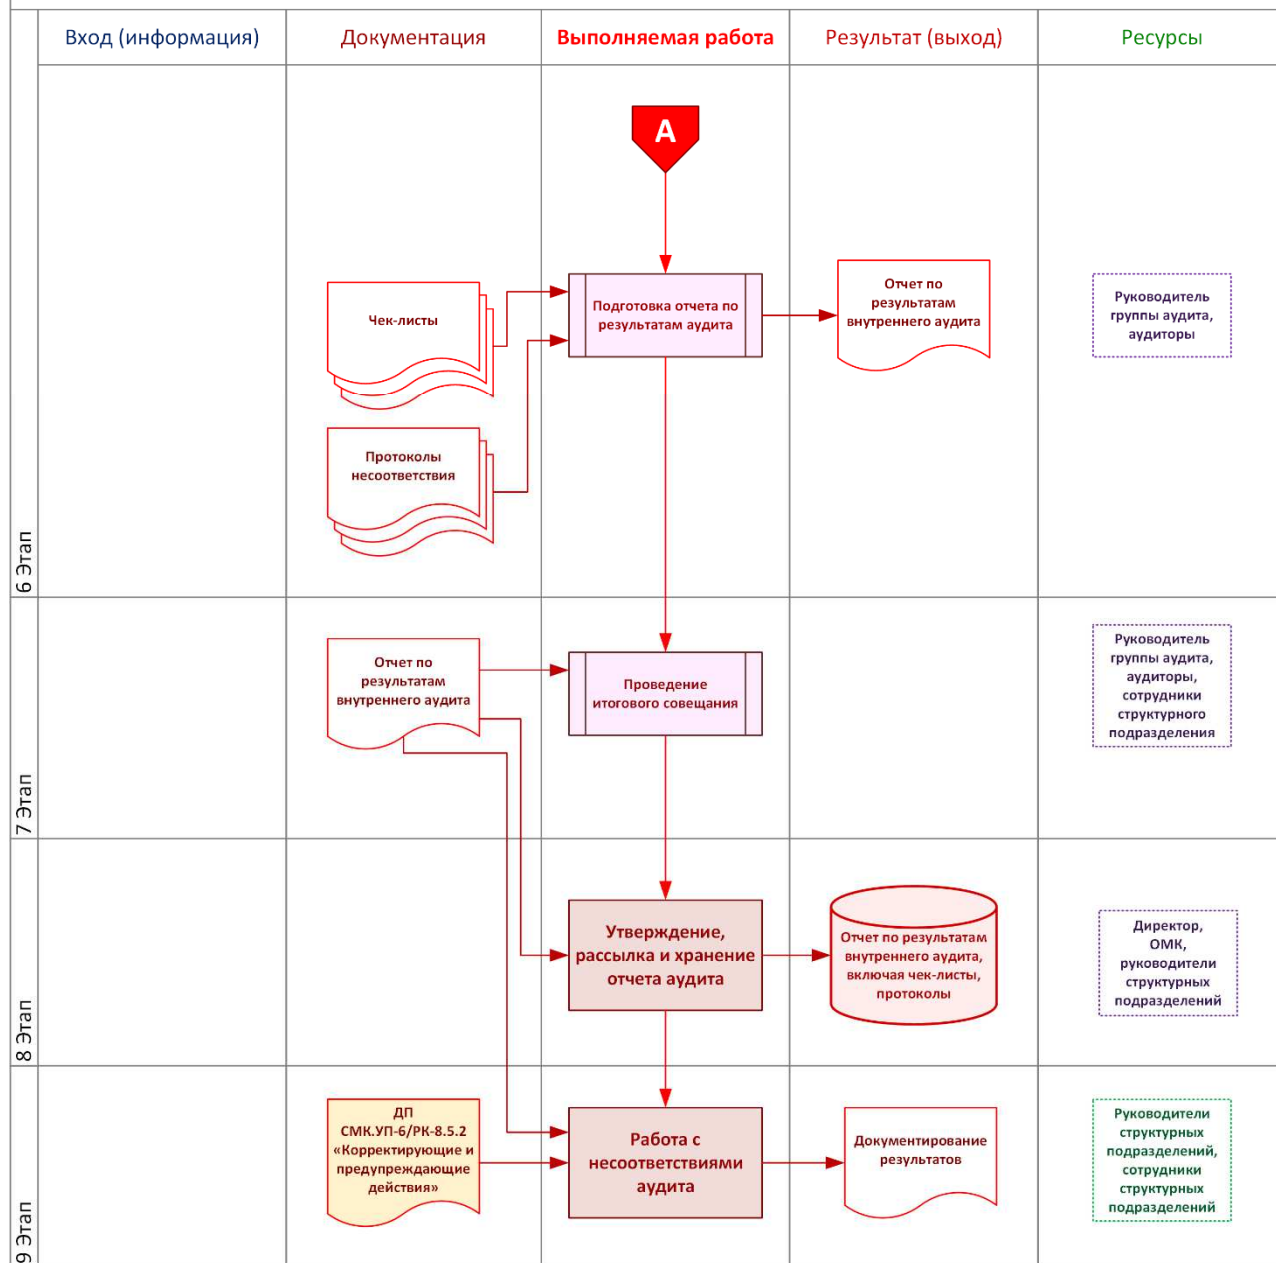 Вход (информация)
Документация
Выполняемая работа
Результат (выход)
Ресурсы
A
6 Этап
Чек-листы
Протоколы
несоответствия
Подготовка отчета по
результатам аудита
Отчет по
результатам
внутреннего аудита
Руководитель
группы аудита,
аудиторы
7 Этап
Отчет по
результатам
внутреннего аудита
Проведение
итогового совещания
Руководитель
группы аудита,
аудиторы,
сотрудники
структурного
подразделения
8 Этап
Утверждение,
рассылка и хранение
отчета аудита
Отчет по результатам
внутреннего аудита,
включая чек-листы,
протоколы
Директор,
ОМК,
руководители
структурных
подразделений
9 Этап
ДП
СМК.УП-6/РК-8.5.2
«Корректирующие и
предупреждающие
действия»
Работа с
несоответствиями
аудита
Документирование
результатов
Руководители
структурных
подразделений,
сотрудники
структурных
подразделений